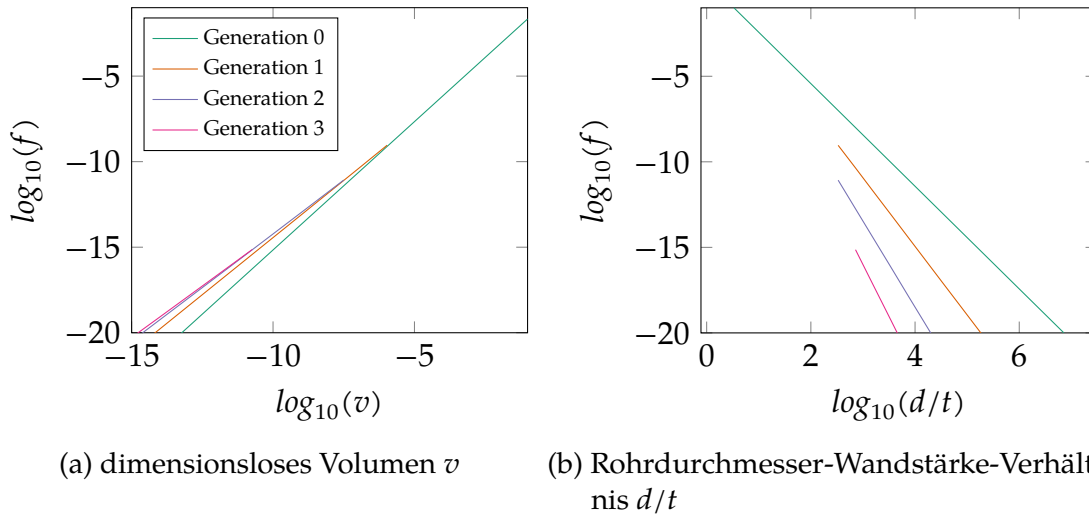 Generation 0
Generation 1
Generation 2
Generation 3
−5
−10
−15
−20
log10(f)
−15
−10
−5
log10(v)
(a) dimensionsloses Volumen v
−5
−10
−15
−20
log10(f)
0
2
4
6
log10(d/t)
(b) Rohrdurchmesser-Wandstärke-Verhält
nis d/t